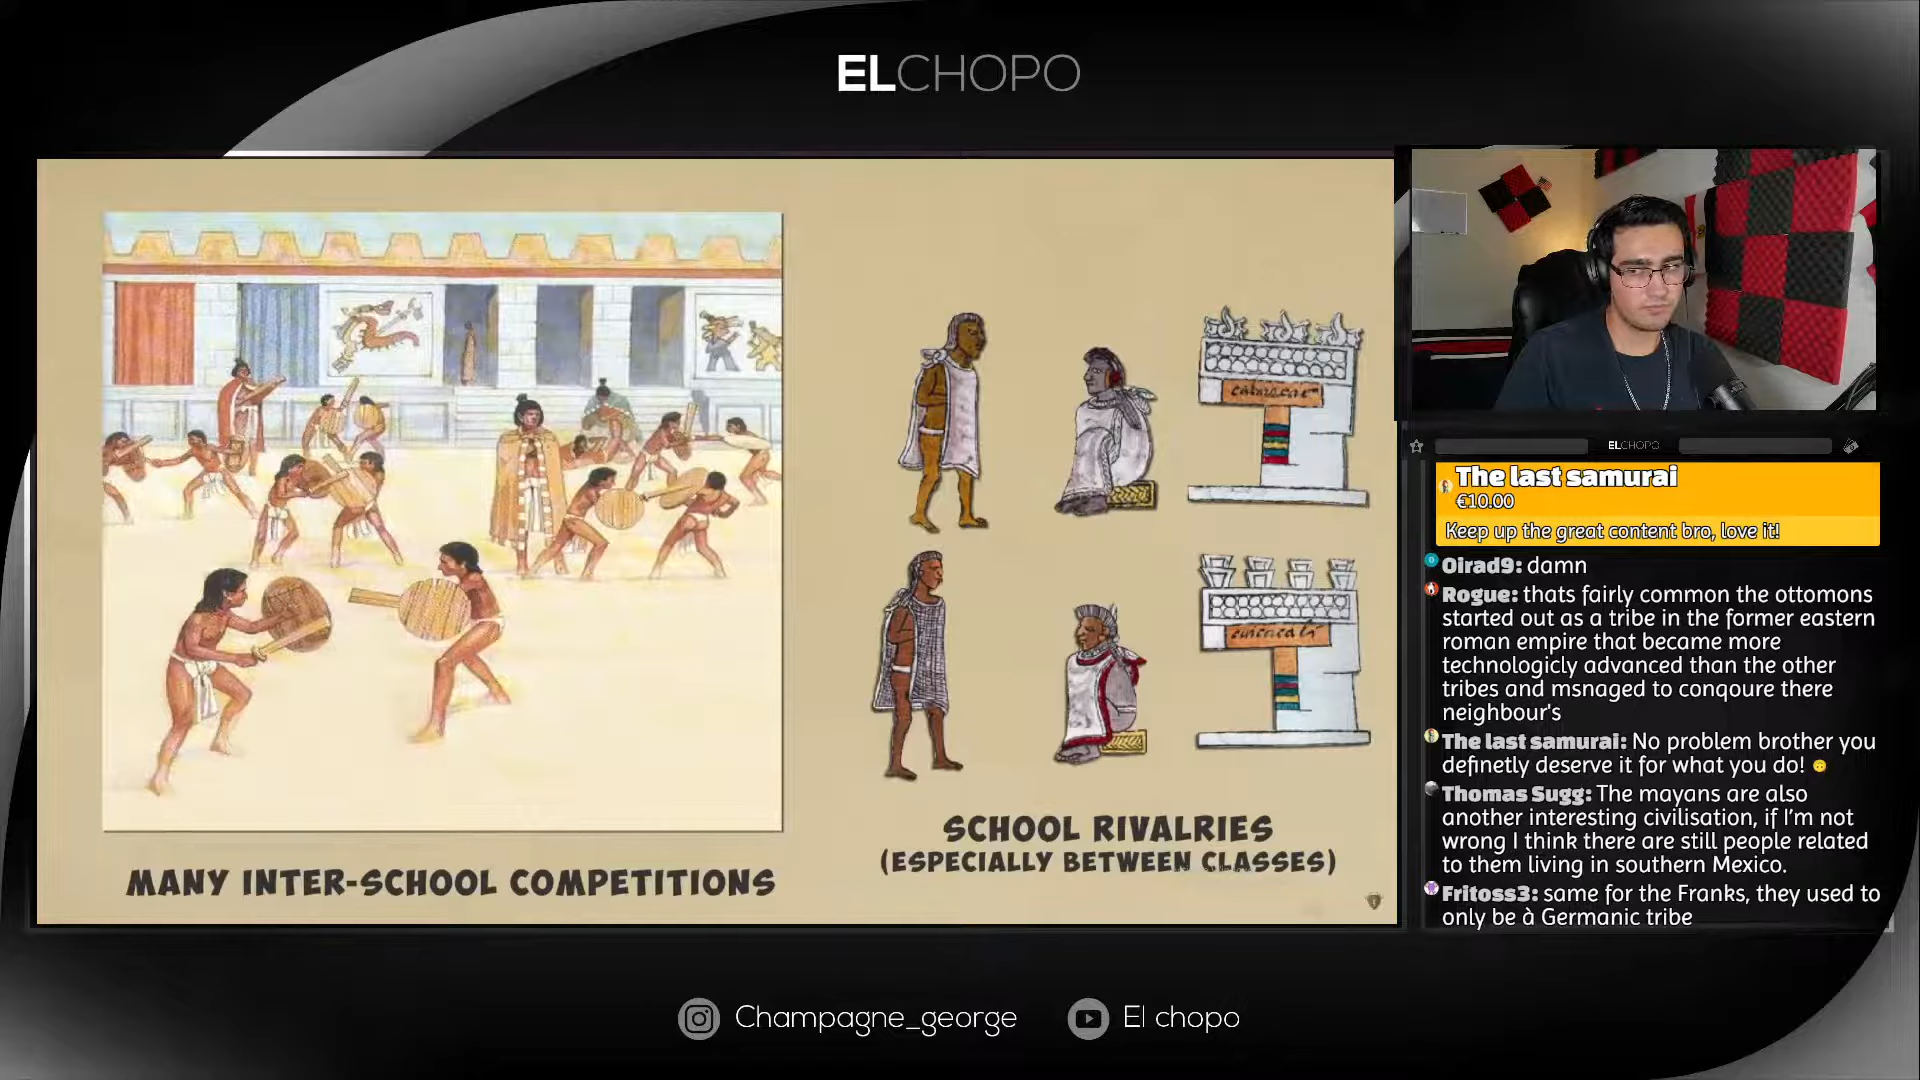 ELCHOPO
MANY INTER-SCHOOL COMPETITIONS
SCHOOL RIVALRIES
(ESPECIALLY BETWEEN CLASSES)
ELCHOPO
The last samurai
€10.00
Keep up the great content bro, love it!
Oirad9: damn
Rogue: thats fairly common the ottomons
started out as a tribe in the former eastern
roman empire that became more
technologicly advanced than the other
tribes and msnaged to conqoure there
neighbour's
The last samurai: No problem brother you
definetly deserve it for what you do!
Thomas Sugg: The mayans are also
another interesting civilisation, if I'm not
wrong I think there are still people related
to them living in southern Mexico.
Fritoss3: same for the Franks, they used to
only be à Germanic tribe
Champagne_george
El chopo